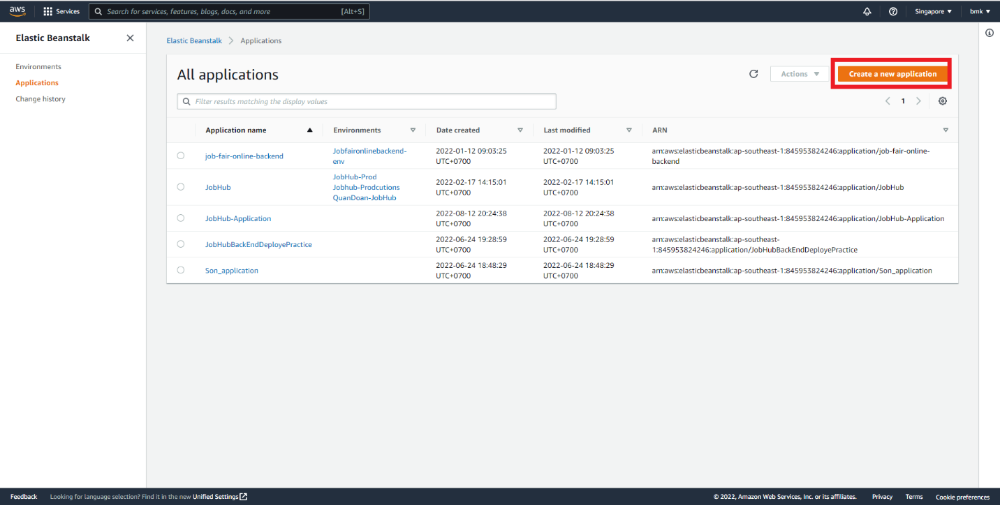 aws
Services
Search for services, features, blogs, docs, and more
[Alt+S]
Singapore
bmk
Elastic Beanstalk
Environments
Applications
Change history
Elastic Beanstalk
Applications
All applications
Actions
Create a new application
Filter results matching the display values
1
Application name
Environments
Date created
Last modified
ARN
job-fair-online-backend
Jobfaironlinebackend-
env
2022-01-12 09:03:25
UTC+0700
2022-01-12 09:03:25
UTC+0700
arn:aws:elasticbeanstalk:ap-southeast-1:845953824246:application/job-fair-online-
backend
JobHub
JobHub-Prod
Jobhub-Prodcutions
QuanDoan-JobHub
2022-02-17 14:15:01
UTC+0700
2022-02-17 14:15:01
UTC+0700
arn:aws:elasticbeanstalk:ap-southeast-1:845953824246:application/JobHub
JobHub-Application
2022-08-12 20:24:38
UTC+0700
2022-08-12 20:24:38
UTC+0700
arn:aws:elasticbeanstalk:ap-southeast-1:845953824246:application/JobHub-Application
JobHubBackEndDeployePractice
2022-06-24 19:28:59
UTC+0700
2022-06-24 19:28:59
UTC+0700
arn:aws:elasticbeanstalk:ap-southeast-
1:845953824246:application/JobHubBackEndDeployePractice
Son_application
2022-06-24 18:48:29
UTC+0700
2022-06-24 18:48:29
UTC+0700
arn:aws:elasticbeanstalk:ap-southeast-1:845953824246:application/Son_application
Feedback
Looking for language selection? Find it in the new Unified Settings
© 2022, Amazon Web Services, Inc. or its affiliates.
Privacy
Terms
Cookie preferences